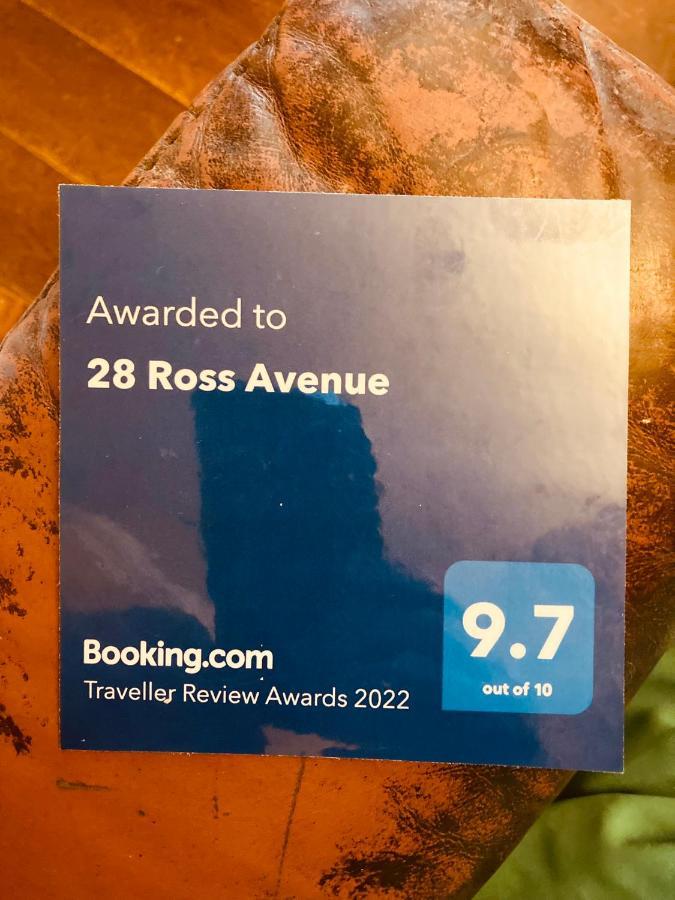 Awarded to
28 Ross Avenue
Booking.com
Traveller Review Awards 2022
9.7
out of 10